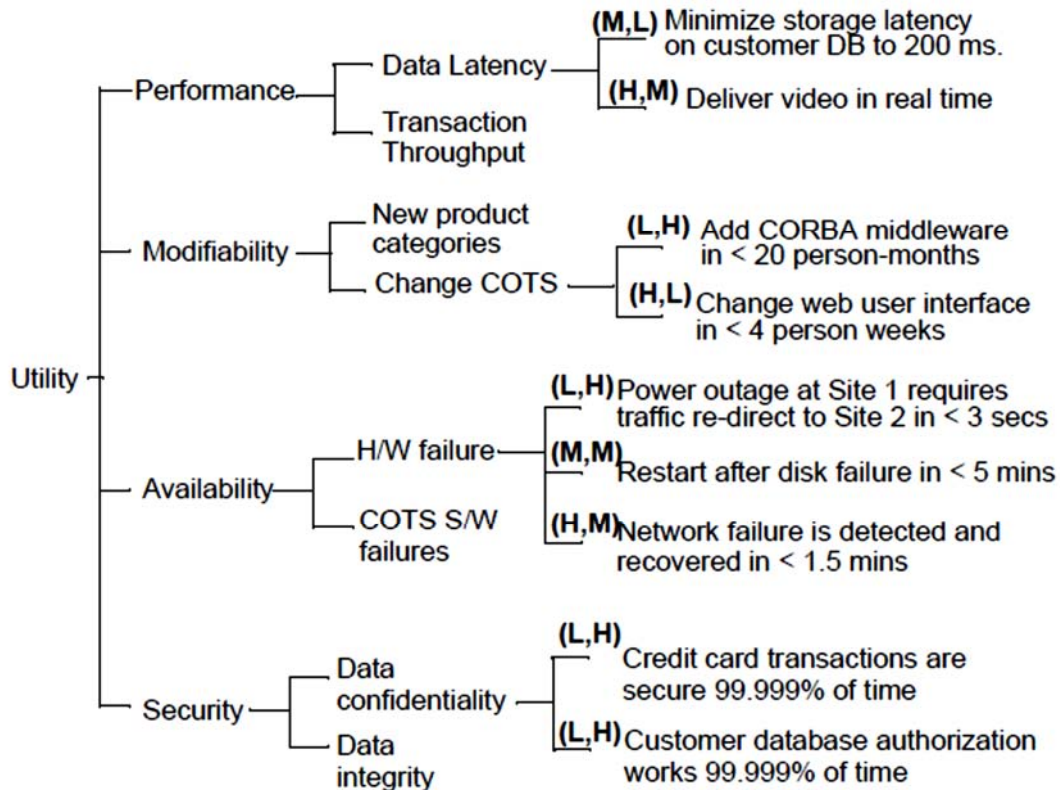 Utility
Performance
Data Latency
(M,L) Minimize storage latency
on customer DB to 200 ms.
(H,M) Deliver video in real time
Transaction
Throughput
Modifiability
New product
categories
Change COTS
(L,H) Add CORBA middleware
in < 20 person-months
(H,L) Change web user interface
in < 4 person weeks
Availability
H/W failure
(L,H) Power outage at Site 1 requires
traffic re-direct to Site 2 in < 3 secs
(M,M) Restart after disk failure in < 5 mins
(H,M) Network failure is detected and
recovered in < 1.5 mins
COTS S/W
failures
Security
Data
confidentiality
(L,H)
Credit card transactions are
secure 99.999% of time
(L,H) Customer database authorization
works 99.999% of time
Data
integrity